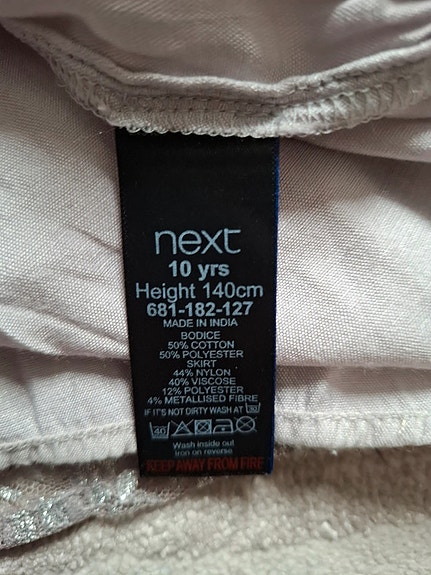 next
10 yrs
Height 140cm
681-182-127
MADE IN INDIA
BODICE
50% COTTON
50% POLYESTER
SKIRT
44% NYLON
40% VISCOSE
12% POLYESTER
4% METALLISED FIBRE
IF IT'S NOT DIRTY WASH AT 30
40
Wash inside out
Iron on reverse
KEEP AWAY FROM FIRE